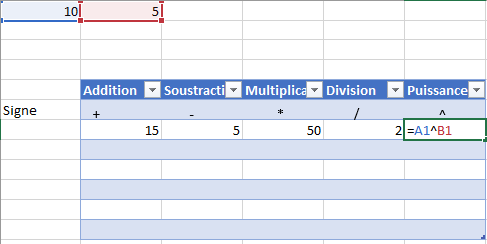 10 5
Addition Soustracti Multiplica Division Puissance
Signe + - * / ^
15 5 50 2 =A1^B1